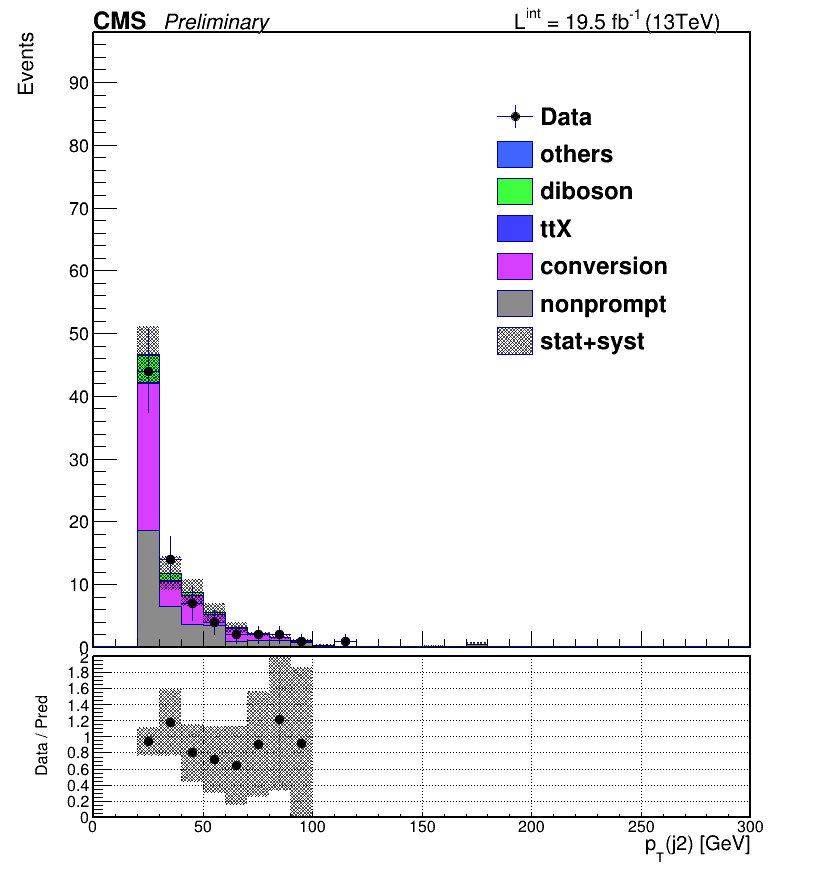 CMS Preliminary L^int = 19.5 fb^-1 (13TeV)
Events
90
80
70
60
50
40
30
20
10
0
Data
others
diboson
ttX
conversion
nonprompt
stat+syst
Data / Pred
2
1.8
1.6
1.4
1.2
1
0.8
0.6
0.4
0.2
0
0 50 100 150 200 250 300
p_T(j2) [GeV]